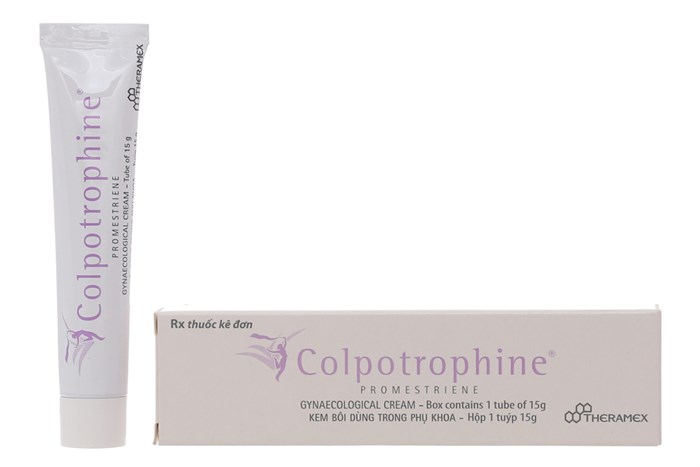 Colpotrophine®
PROMESTRIENE
GYNAECOLOGICAL CREAM – Tube of 15 g
THERAMEX
Rx thuốc kê đơn
Colpotrophine®
PROMESTRIENE
GYNAECOLOGICAL CREAM – Box contains 1 tube of 15g
KEM BÔI DÙNG TRONG PHỤ KHOA – Hộp 1 tuýp 15g
THERAMEX